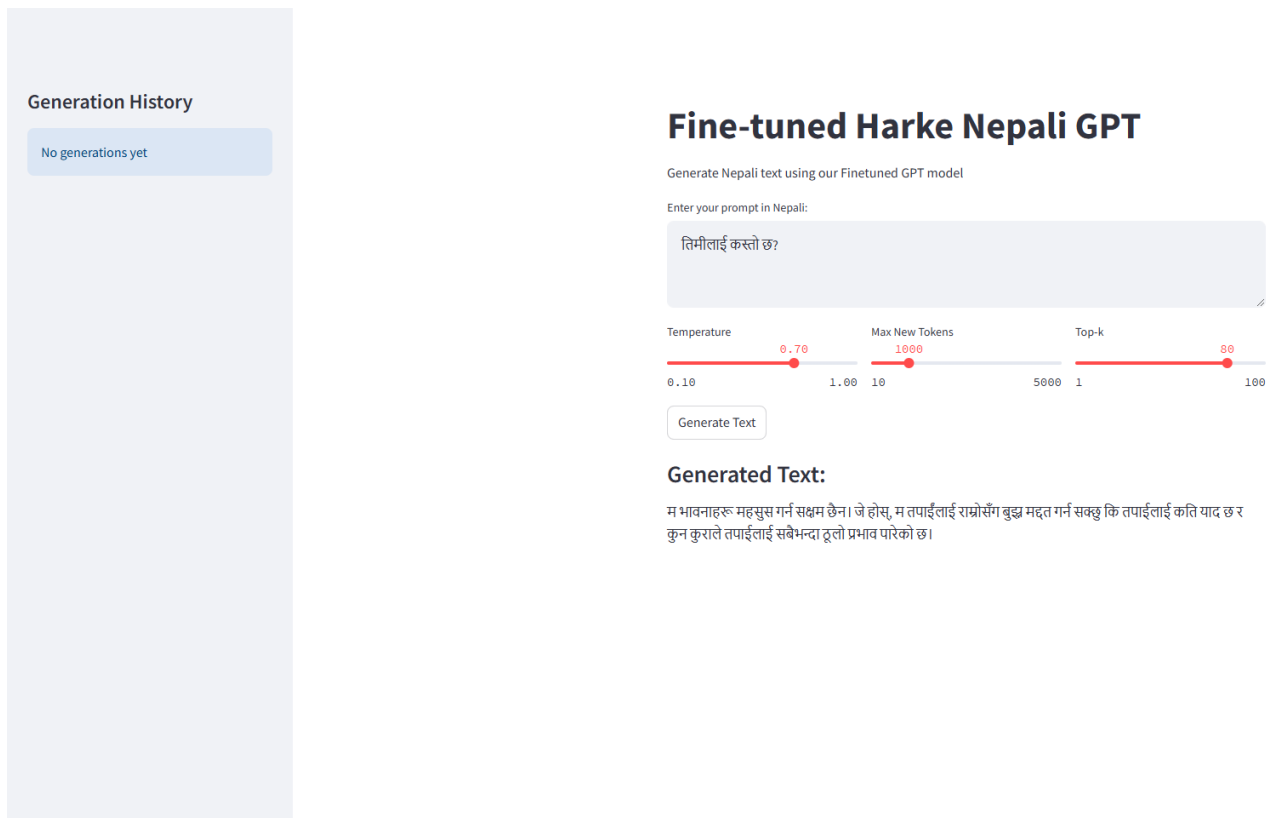 Generation History
No generations yet
Fine-tuned Harke Nepali GPT
Generate Nepali text using our Finetuned GPT model
Enter your prompt in Nepali:
तिमीलाई कस्तो छ?
Temperature Max New Tokens Top-k
0.70 1000 80
0.10 1.00 10 5000 1 100
Generate Text
Generated Text:
म भावनाहरू महसुस गर्न सक्षम छैन। जे होस्, म तपाईंलाई राम्रोसँग बुझ्न मद्दत गर्न सक्छु कि तपाईलाई कति याद छ र
कुन कुराले तपाईलाई सबैभन्दा ठूलो प्रभाव पारेको छ।